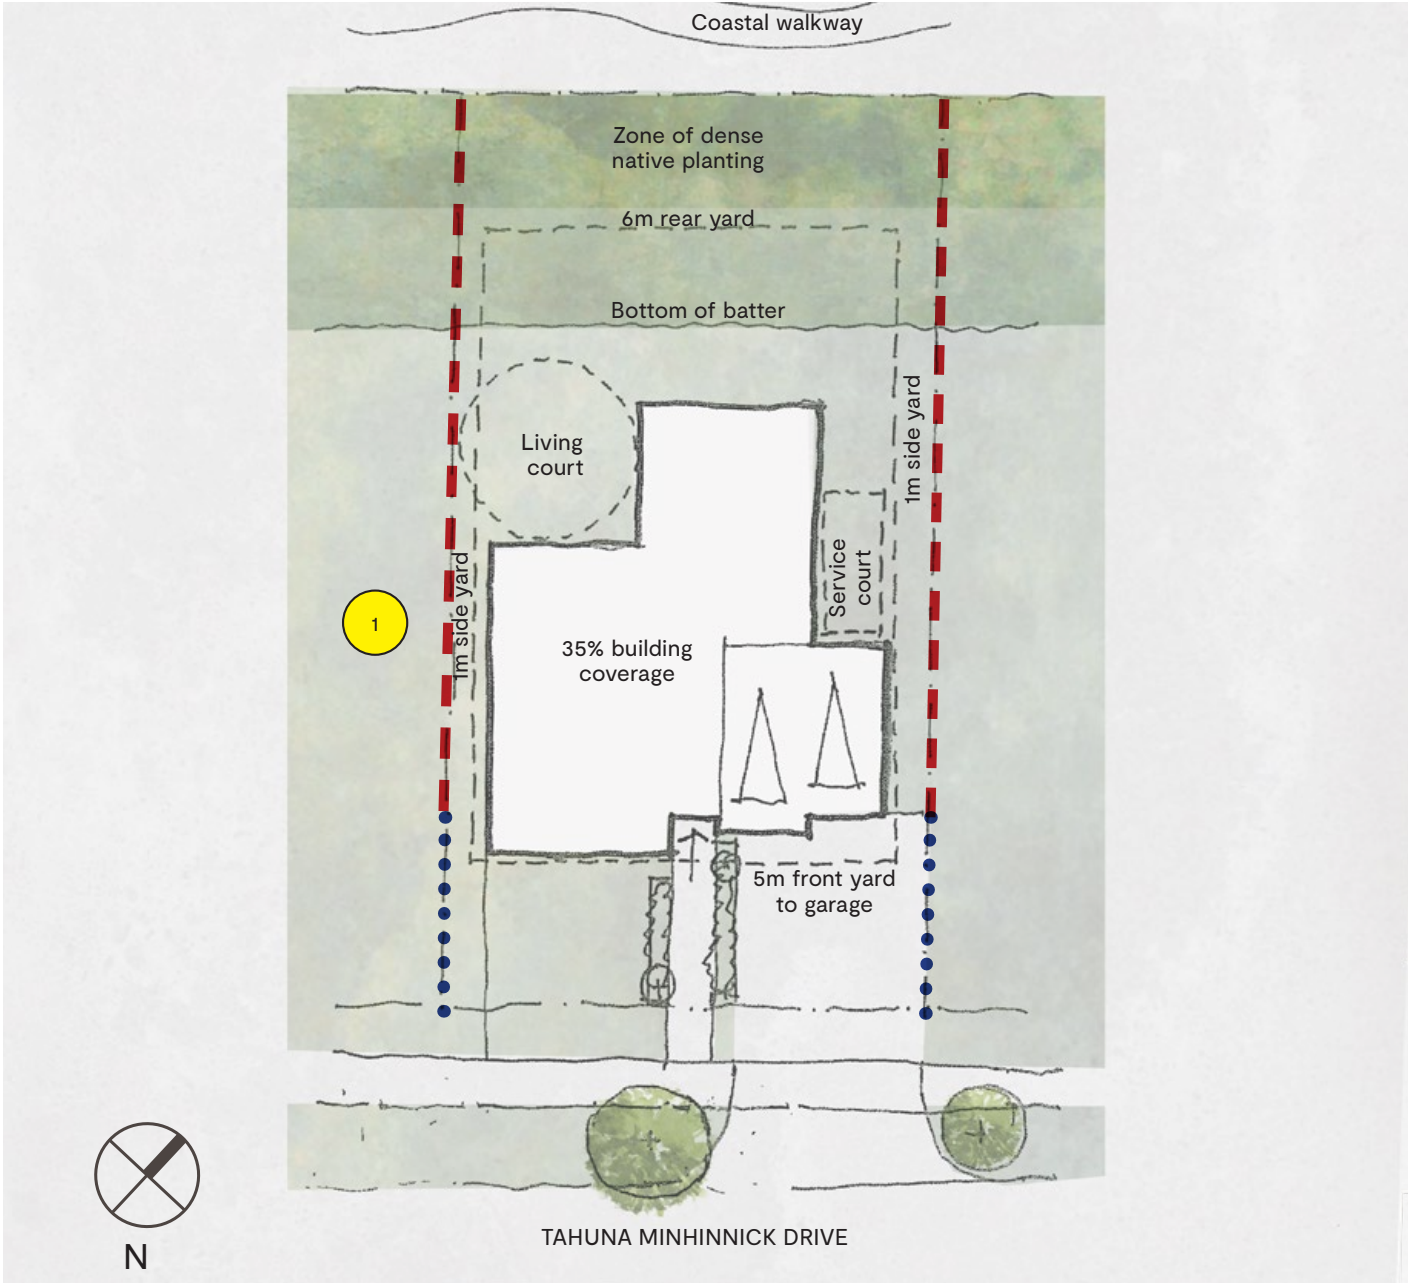 Coastal walkway
Zone of dense
native planting
6m rear yard
Bottom of batter
1m side yard
Living
court
Service
court
1m side yard
1
35% building
coverage
5m front yard
to garage
N
TAHUNA MINHINNICK DRIVE